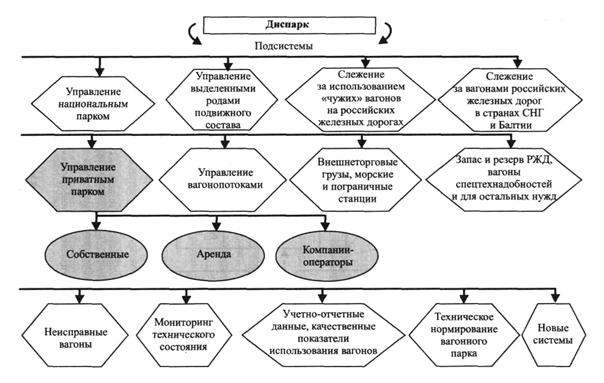 Диспарк
Подсистемы
Управление
национальным
парком
Управление
выделенными
родами
подвижного
состава
Слежение
за использованием
«чужих» вагонов
на российских
железных дорогах
Слежение
за вагонами российских
железных дорог
в странах СНГ
и Балтии
Управление
приватным
парком
Управление
вагонопотоками
Внешнеторговые
грузы, морские
и пограничные
станции
Запас и резерв РЖД,
вагоны
спецтехнадобностей
и для остальных нужд
Собственные
Аренда
Компании-
операторы
Неисправные
вагоны
Мониторинг
технического
состояния
Учетно-отчетные
данные, качественные
показатели
использования вагонов
Техническое
нормирование
вагонного
парка
Новые
системы